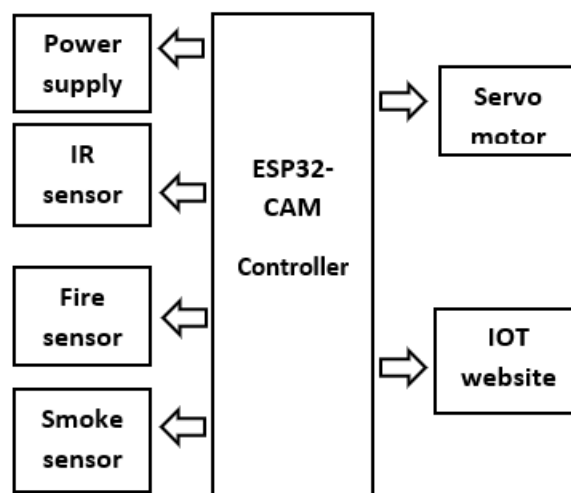 Power
supply
IR
sensor
Fire
sensor
Smoke
sensor
ESP32-
CAM
Controller
Servo
motor
IOT
website